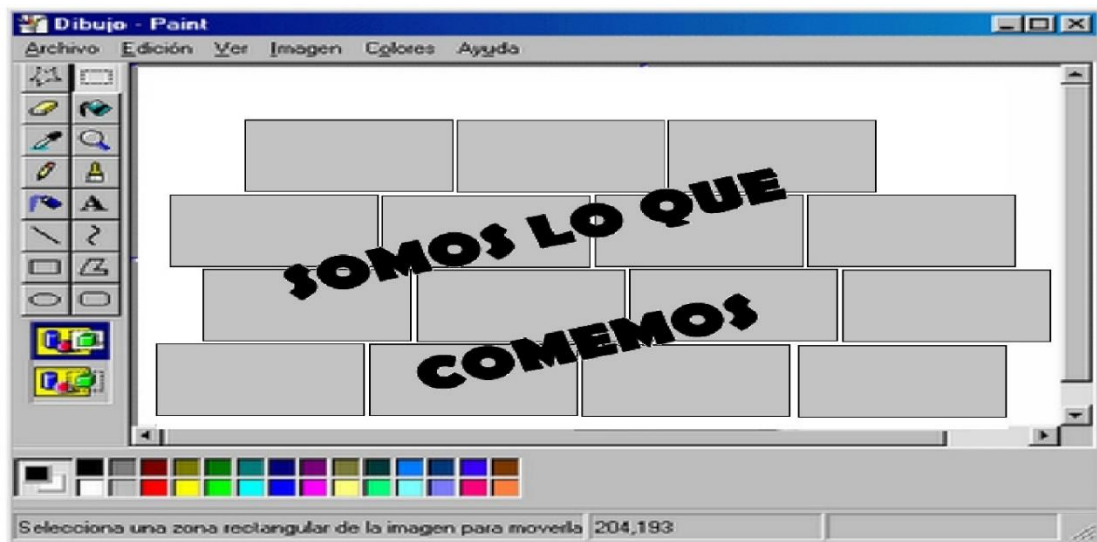 Dibujo - Paint
Archivo Edición Ver Imagen Colores Ayuda
SOMOS LO QUE
COMEMOS
Selecciona una zona rectangular de la imagen para moverla 204,193